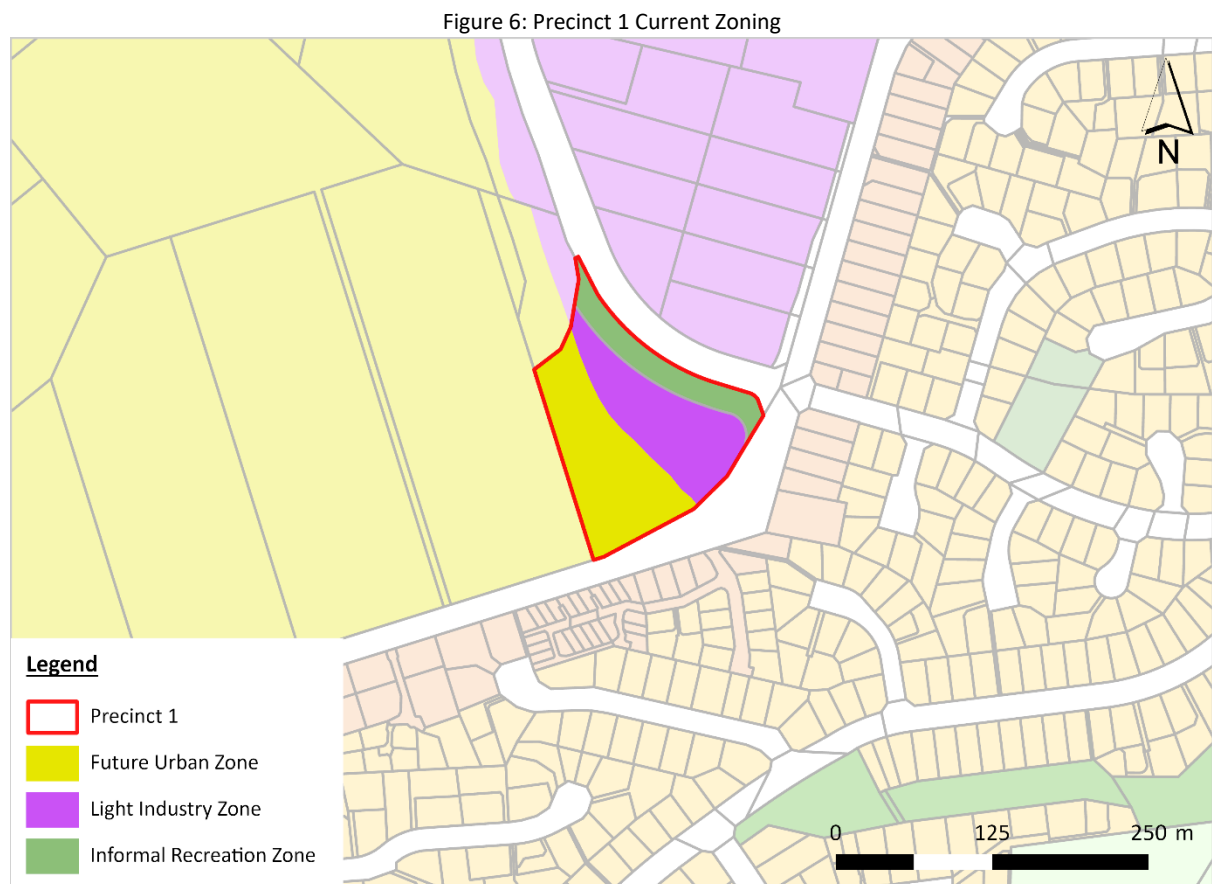 Figure 6: Precinct 1 Current Zoning
N
Legend
Precinct 1
Future Urban Zone
Light Industry Zone
Informal Recreation Zone
0 125 250 m